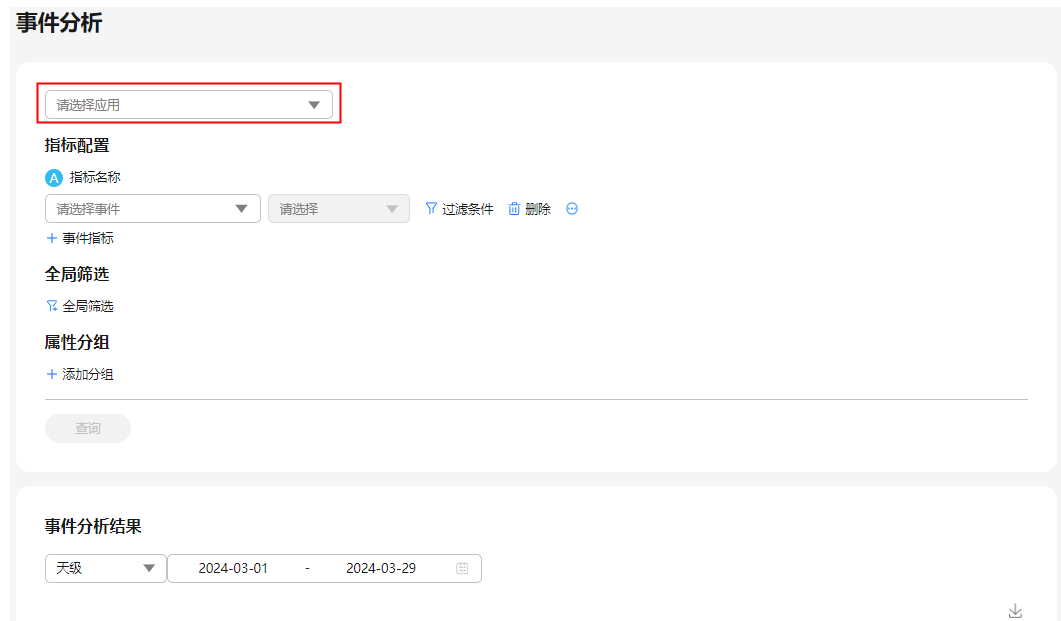 事件分析
请选择应用
指标配置
A 指标名称
请选择事件 请选择 过滤条件 删除
+ 事件指标
全局筛选
全局筛选
属性分组
+ 添加分组
查询
事件分析结果
天级 2024-03-01 - 2024-03-29